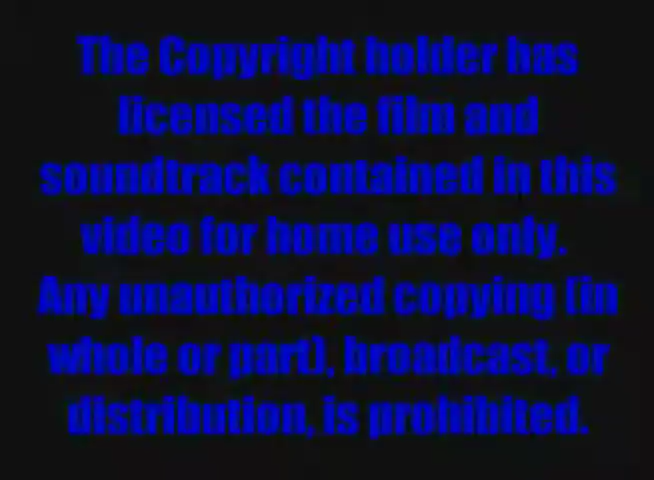 The Copyright holder has
licensed the film and
soundtrack contained in this
video for home use only.
Any unauthorized copying (in
whole or part), broadcast, or
distribution, is prohibited.